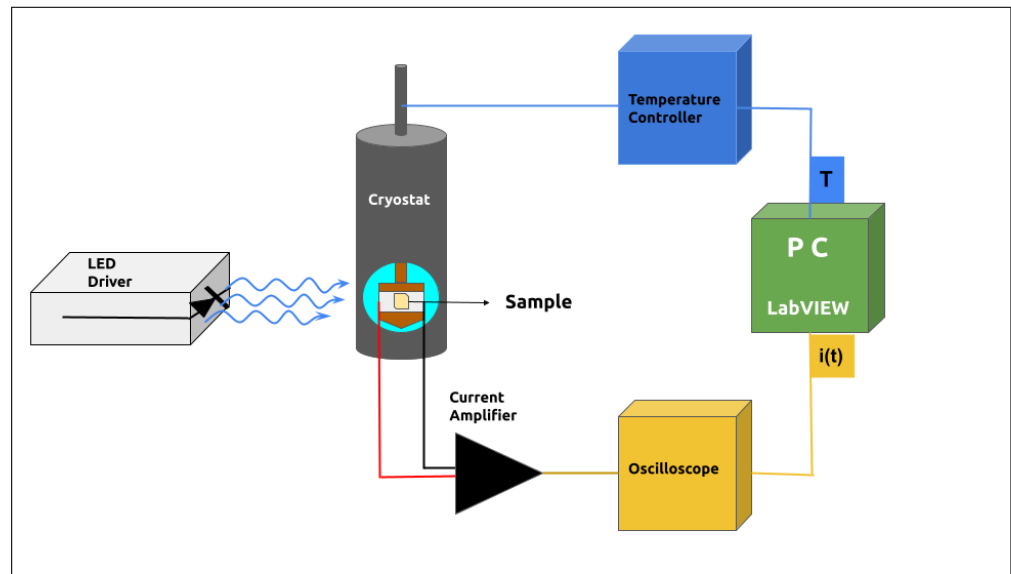 Temperature
Controller
Cryostat
T
P C
LabVIEW
LED
Driver
Sample
i(t)
Current
Amplifier
Oscilloscope